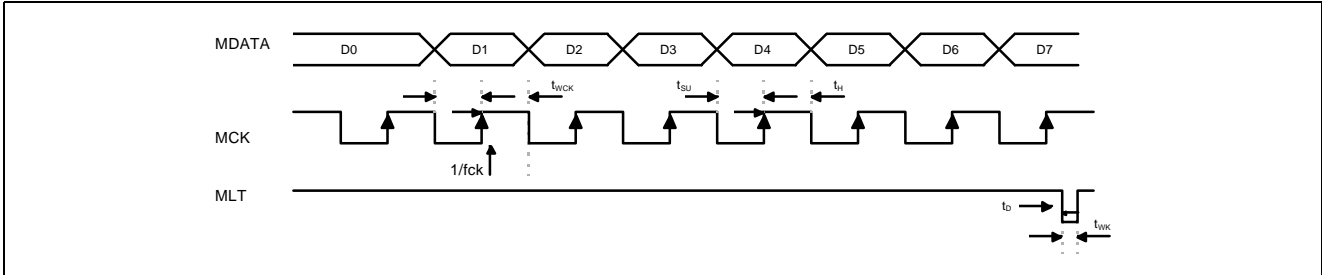 MDATA D0 D1 D2 D3 D4 D5 D6 D7
tWCK tSU tH
MCK
1/fck
MLT
tD
tWK